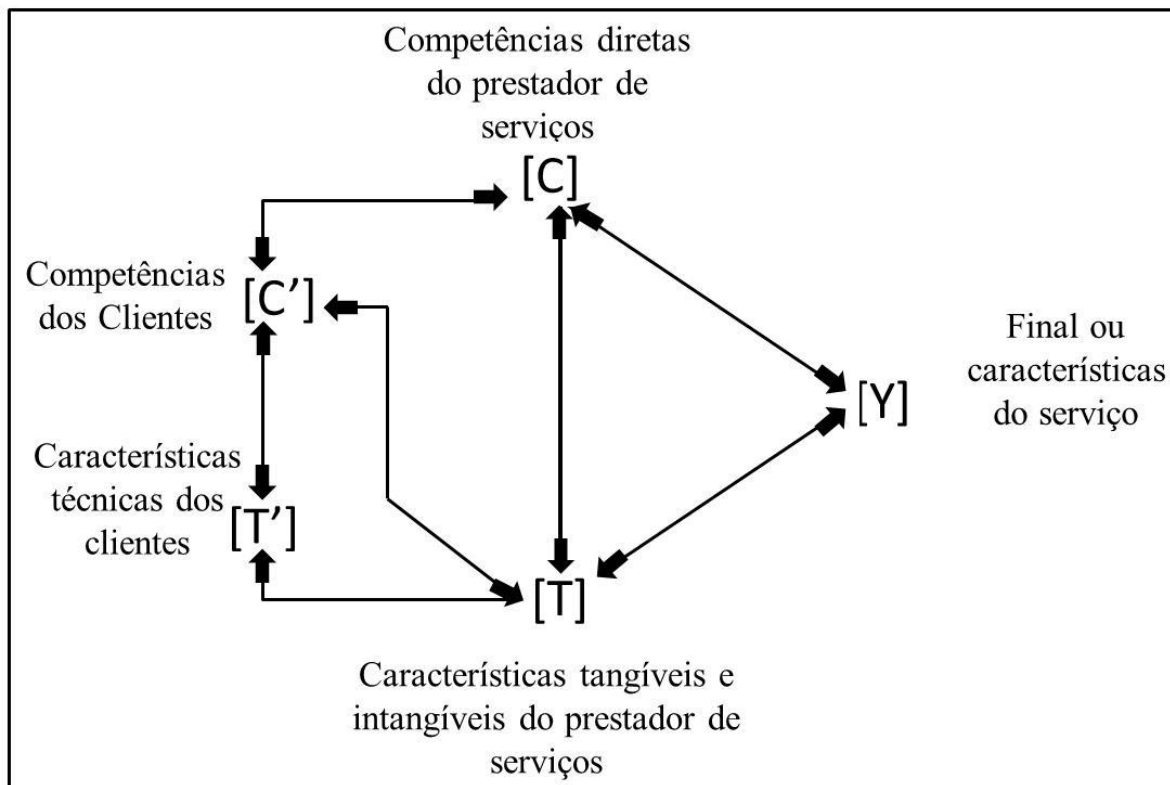 Competências diretas
do prestador de
serviços
[C]
Competências
dos Clientes
[C’]
Final ou
características
do serviço
[Y]
Características
técnicas dos
clientes
[T’]
[T]
Características tangíveis e
intangíveis do prestador de
serviços